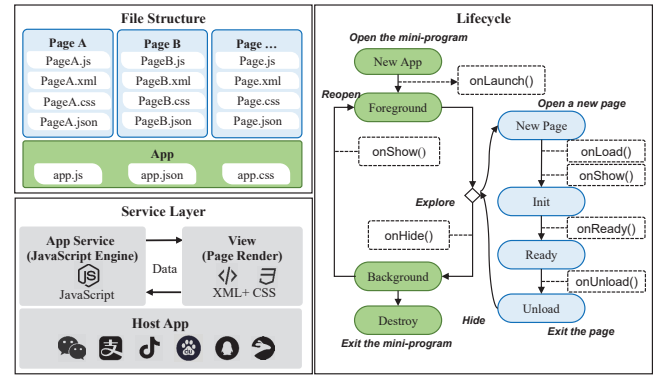 File Structure
Page A
PageA.js
PageA.xml
PageA.css
PageA.json
Page B
PageB.js
PageB.xml
PageB.css
PageB.json
Page ...
Page.js
Page.xml
Page.css
Page.json
App
app.js
app.json
app.css
Service Layer
App Service
(JavaScript Engine)
JS
JavaScript
Data
View
(Page Render)
XML+ CSS
Host App
Lifecycle
Open the mini-program
New App
onLaunch()
Reopen
Foreground
onShow()
Explore
onHide()
Background
Destroy
Exit the mini-program
Open a new page
New Page
onLoad()
onShow()
Init
onReady()
Ready
onUnload()
Hide
Unload
Exit the page